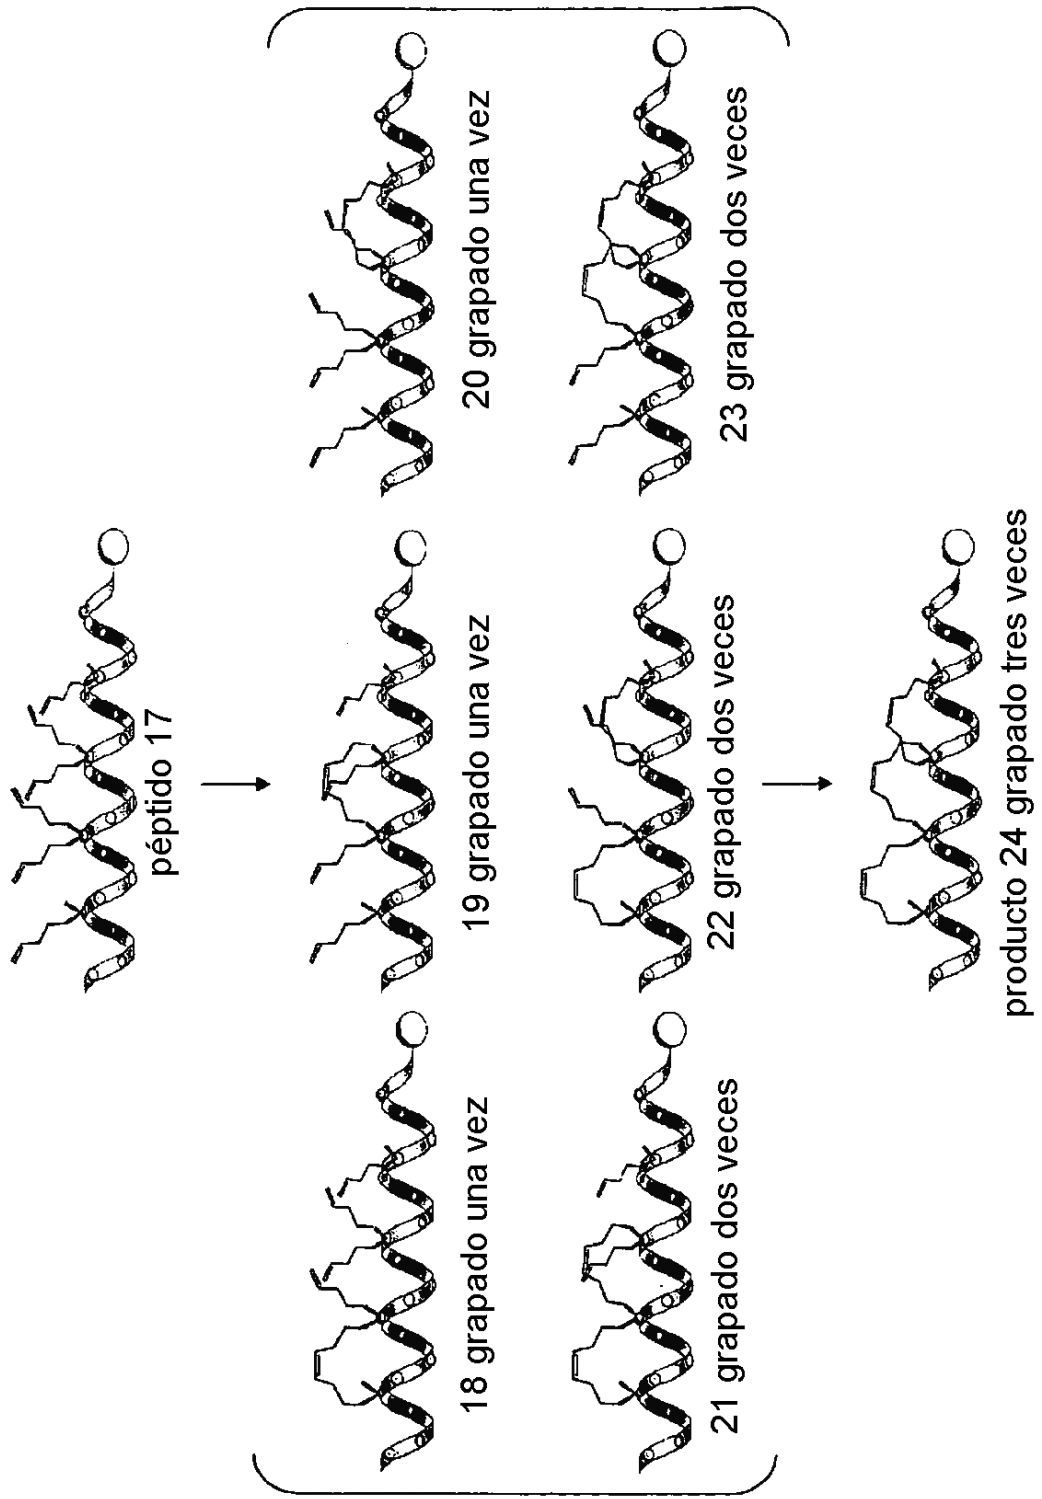 péptido 17
18 grapado una vez
19 grapado una vez
20 grapado una vez
21 grapado dos veces
22 grapado dos veces
23 grapado dos veces
producto 24 grapado tres veces